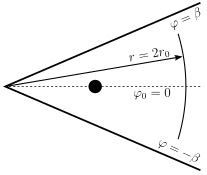 φ = β
r = 2r₀
φ₀ = 0
φ = −β